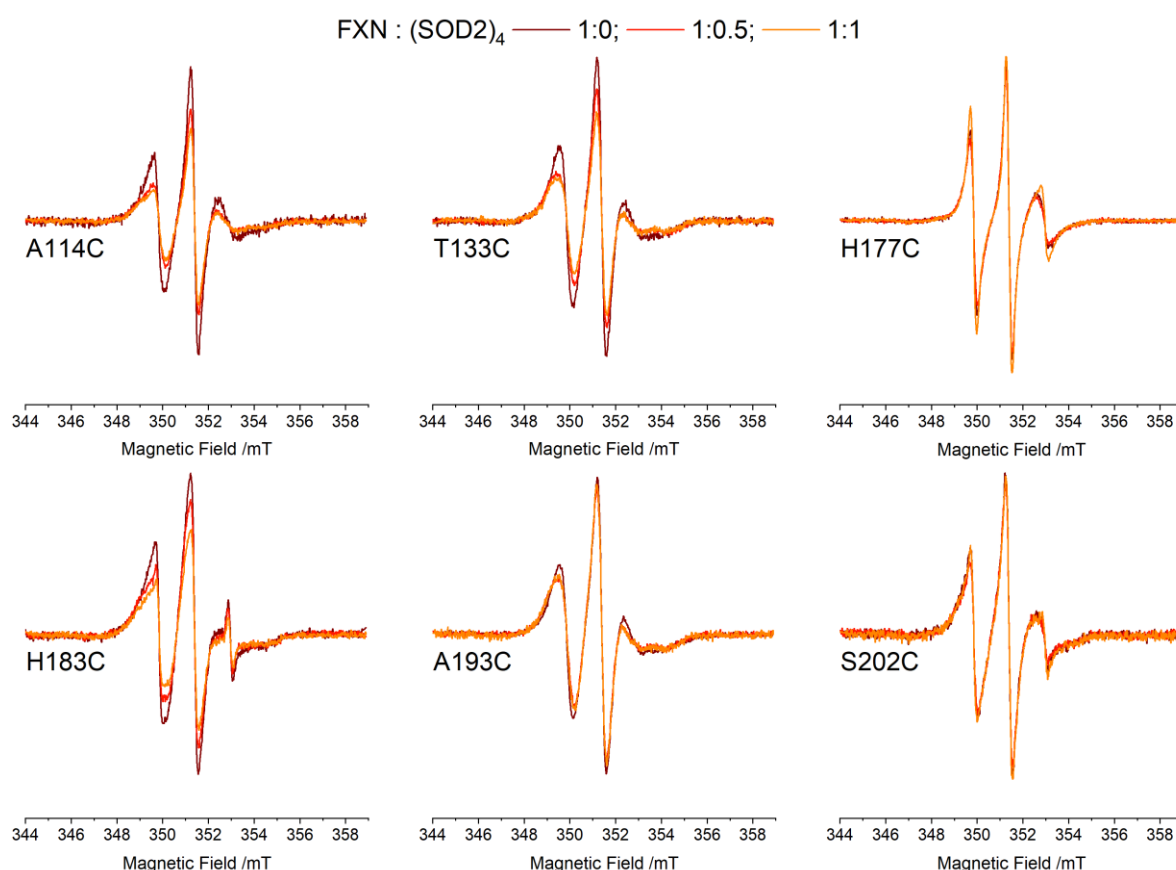 FXN : (SOD2)4 1:0; 1:0.5; 1:1
A114C
T133C
H177C
344 346 348 350 352 354 356 358
344 346 348 350 352 354 356 358
344 346 348 350 352 354 356 358
Magnetic Field /mT
Magnetic Field /mT
Magnetic Field /mT
H183C
A193C
S202C
344 346 348 350 352 354 356 358
344 346 348 350 352 354 356 358
344 346 348 350 352 354 356 358
Magnetic Field /mT
Magnetic Field /mT
Magnetic Field /mT